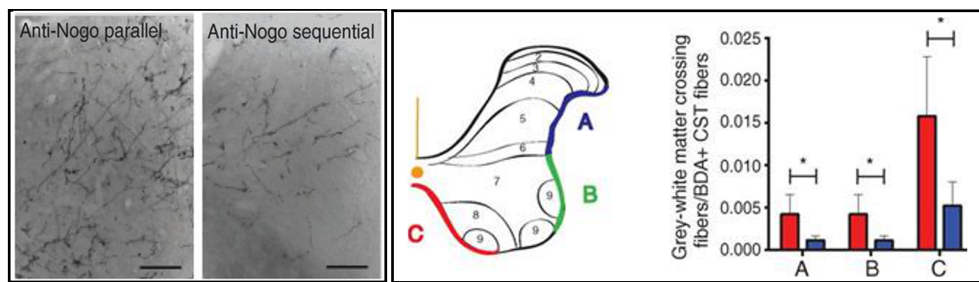 Anti-Nogo parallel
Anti-Nogo sequential
2
3
4
5
6
7
8
9
9
9
A
B
C
Grey-white matter crossing
fibers/BDA+ CST fibers
0.025
0.020
0.015
0.010
0.005
0.000
*
*
*
A
B
C